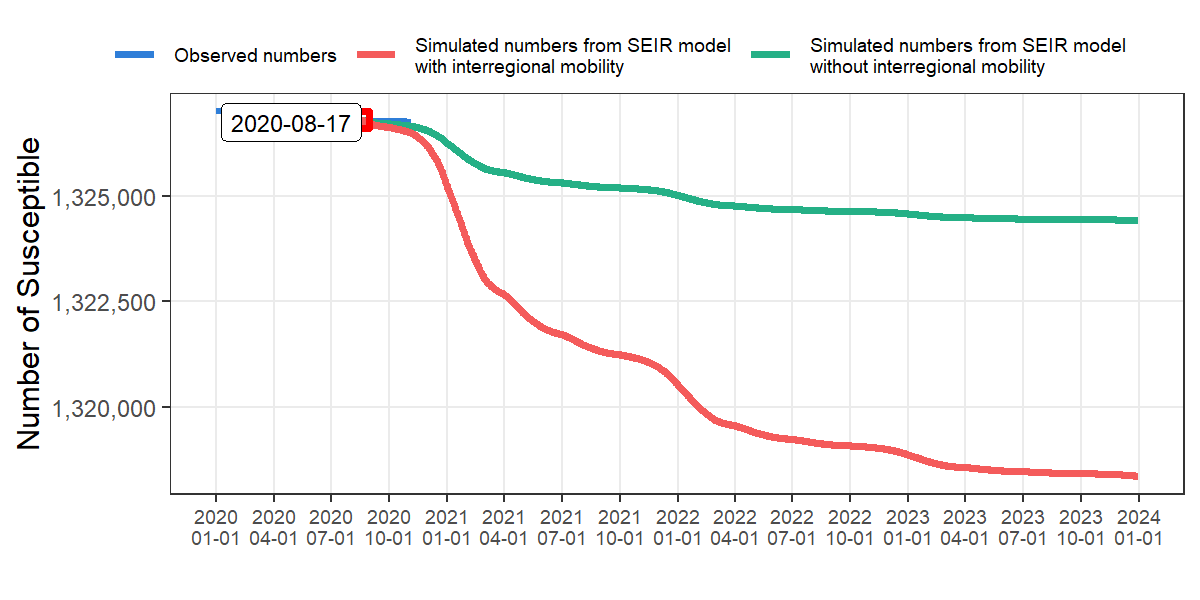 Observed numbers
Simulated numbers from SEIR model
with interregional mobility
Simulated numbers from SEIR model
without interregional mobility
Number of Susceptible
1,325,000
1,322,500
1,320,000
2020-08-17
2020 2020 2020 2020 2021 2021 2021 2021 2022 2022 2022 2022 2023 2023 2023 2023 2024
01-01 04-01 07-01 10-01 01-01 04-01 07-01 10-01 01-01 04-01 07-01 10-01 01-01 04-01 07-01 10-01 01-01